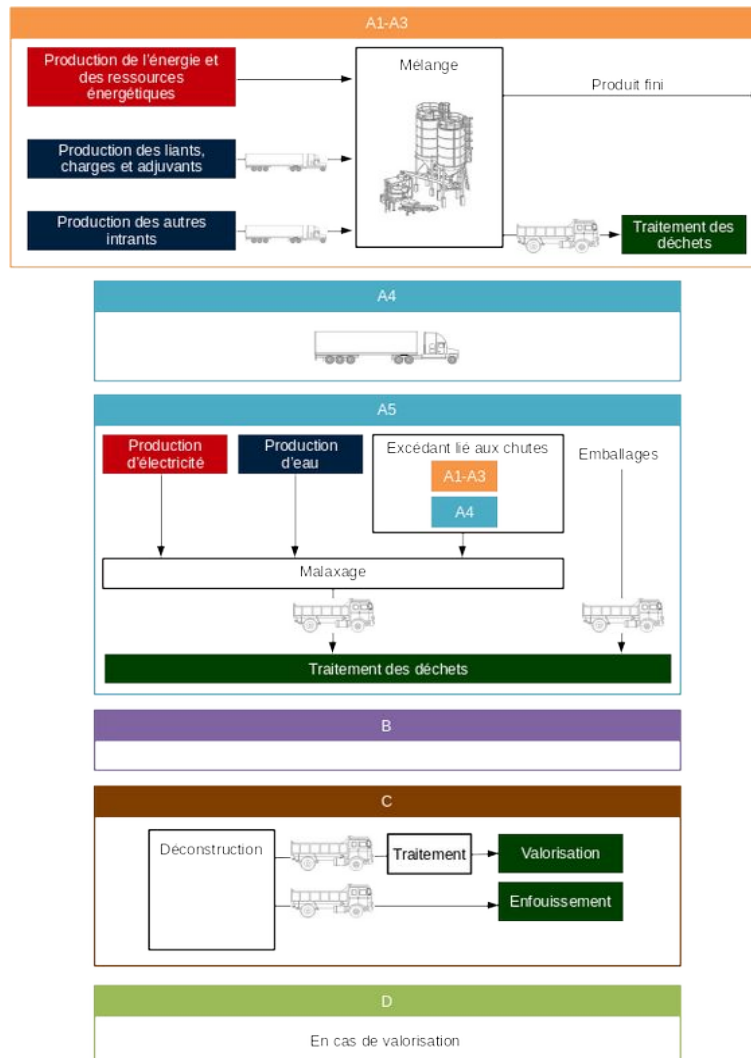 A1-A3
Production de l'énergie et
des ressources
énergétiques
Mélange
Produit fini
Production des liants,
charges et adjuvants
Production des autres
intrants
Traitement des
déchets
A4
A5
Production
d'électricité
Production
d'eau
Excédant lié aux chutes
A1-A3
A4
Emballages
Malaxage
Traitement des déchets
B
C
Déconstruction
Traitement
Valorisation
Enfouissement
D
En cas de valorisation